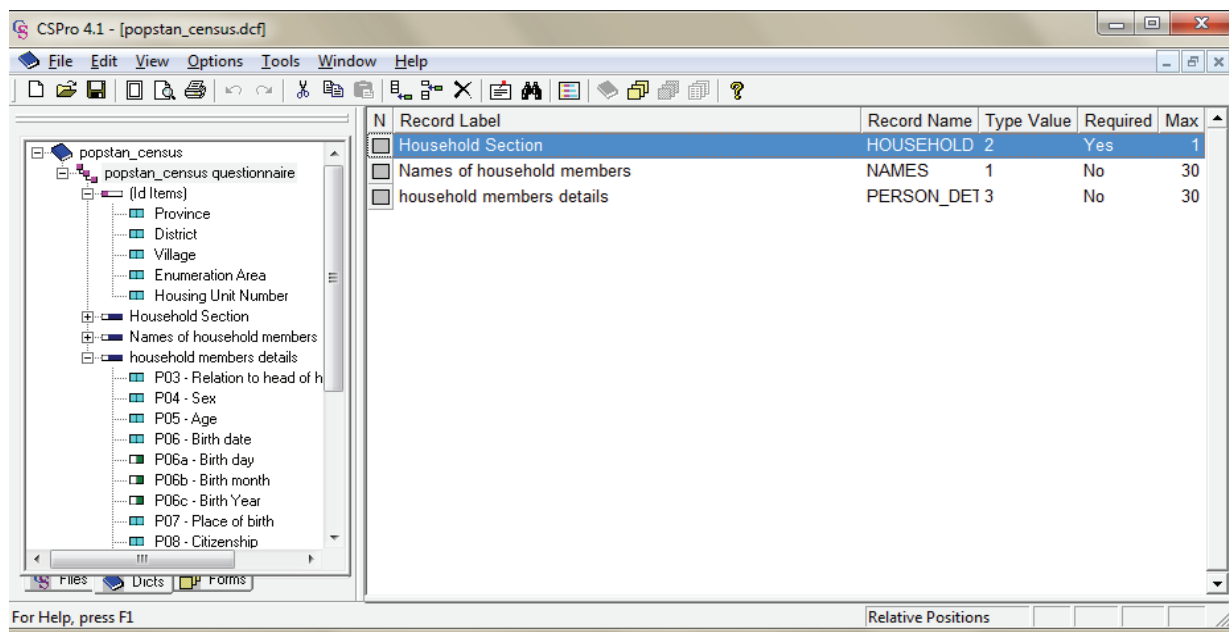 CSPro 4.1 - [popstan_census.dcf]
File Edit View Options Tools Window Help
N Record Label Record Name Type Value Required Max
Household Section HOUSEHOLD 2 Yes 1
Names of household members NAMES 1 No 30
household members details PERSON_DET 3 No 30
popstan_census
popstan_census questionnaire
(Id Items)
Province
District
Village
Enumeration Area
Housing Unit Number
Household Section
Names of household members
household members details
P03 - Relation to head of h
P04 - Sex
P05 - Age
P06 - Birth date
P06a - Birth day
P06b - Birth month
P06c - Birth Year
P07 - Place of birth
P08 - Citizenship
Files Dicts Forms
For Help, press F1 Relative Positions